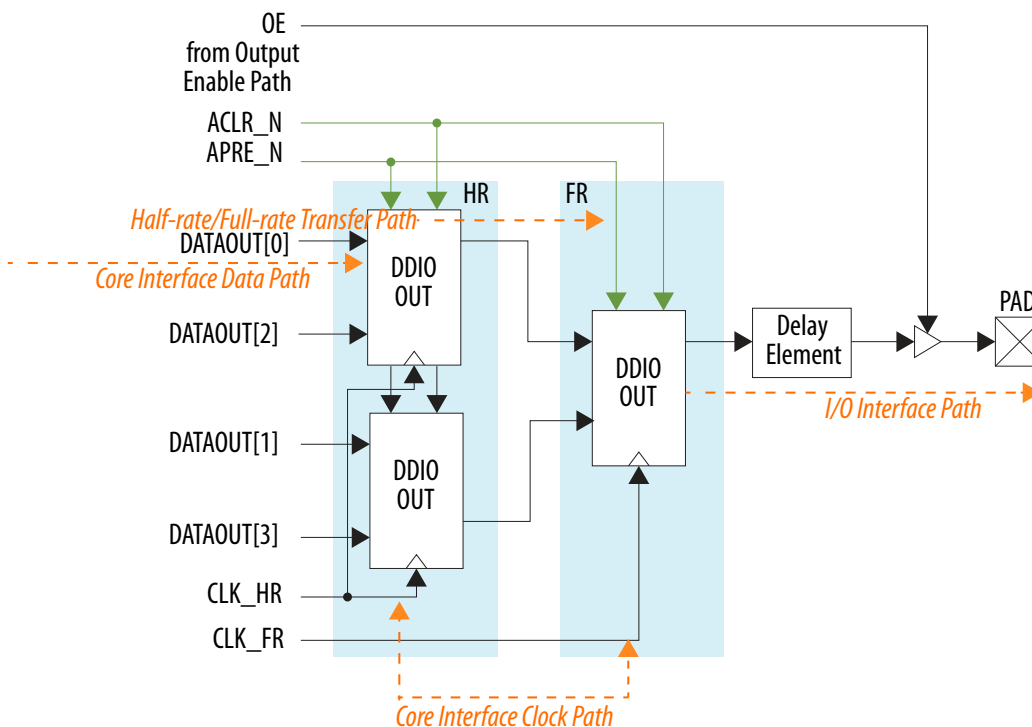 OE
from Output
Enable Path
ACLR_N
APRE_N
HR
FR
Half-rate/Full-rate Transfer Path
DATAOUT[0]
Core Interface Data Path
DDIO
OUT
DATAOUT[2]
PAD
Delay
Element
DDIO
OUT
I/O Interface Path
DATAOUT[1]
DDIO
OUT
DATAOUT[3]
CLK_HR
CLK_FR
Core Interface Clock Path